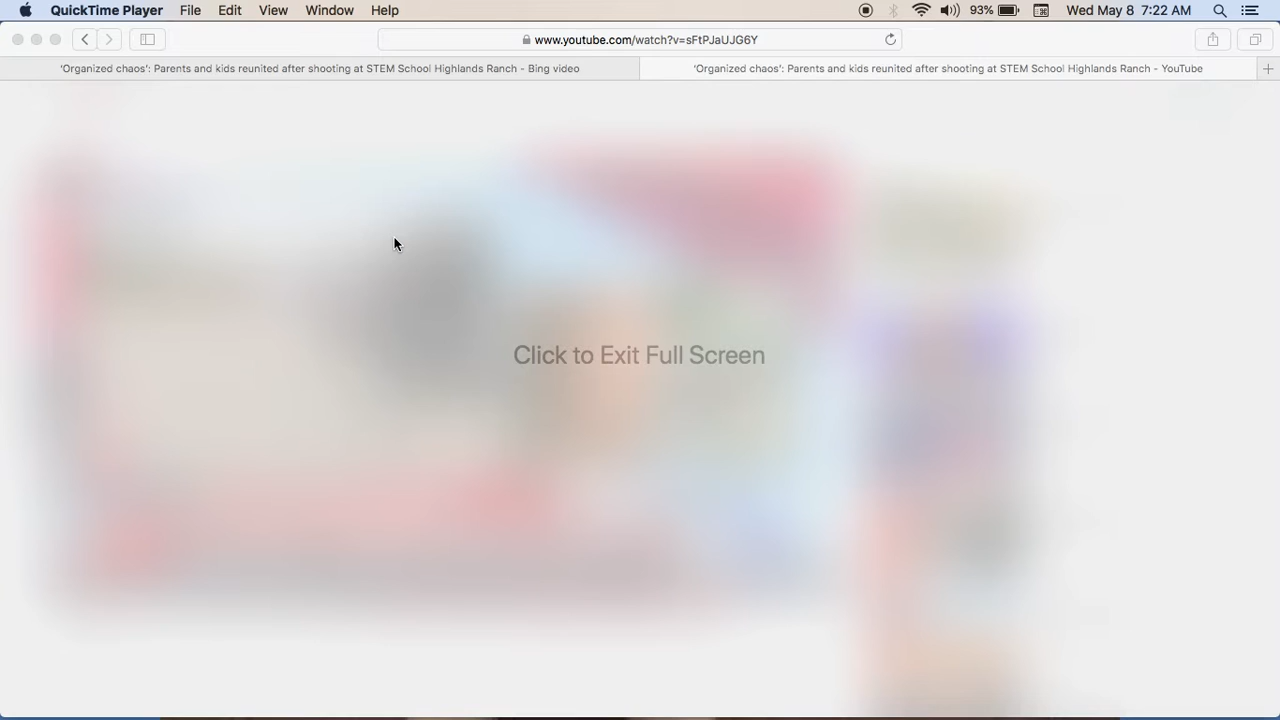 QuickTime Player File Edit View Window Help 93% Wed May 8 7:22 AM
www.youtube.com/watch?v=sFtPJaUJG6Y
'Organized chaos': Parents and kids reunited after shooting at STEM School Highlands Ranch - Bing video
'Organized chaos': Parents and kids reunited after shooting at STEM School Highlands Ranch - YouTube
Click to Exit Full Screen